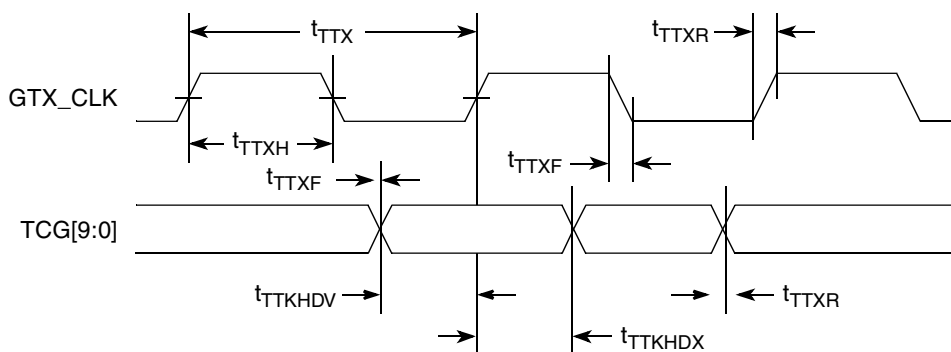 tTTX
tTTXR
GTX_CLK
tTTXH
tTTXF
tTTXF
TCG[9:0]
tTTKHDV
tTTXR
tTTKHDX